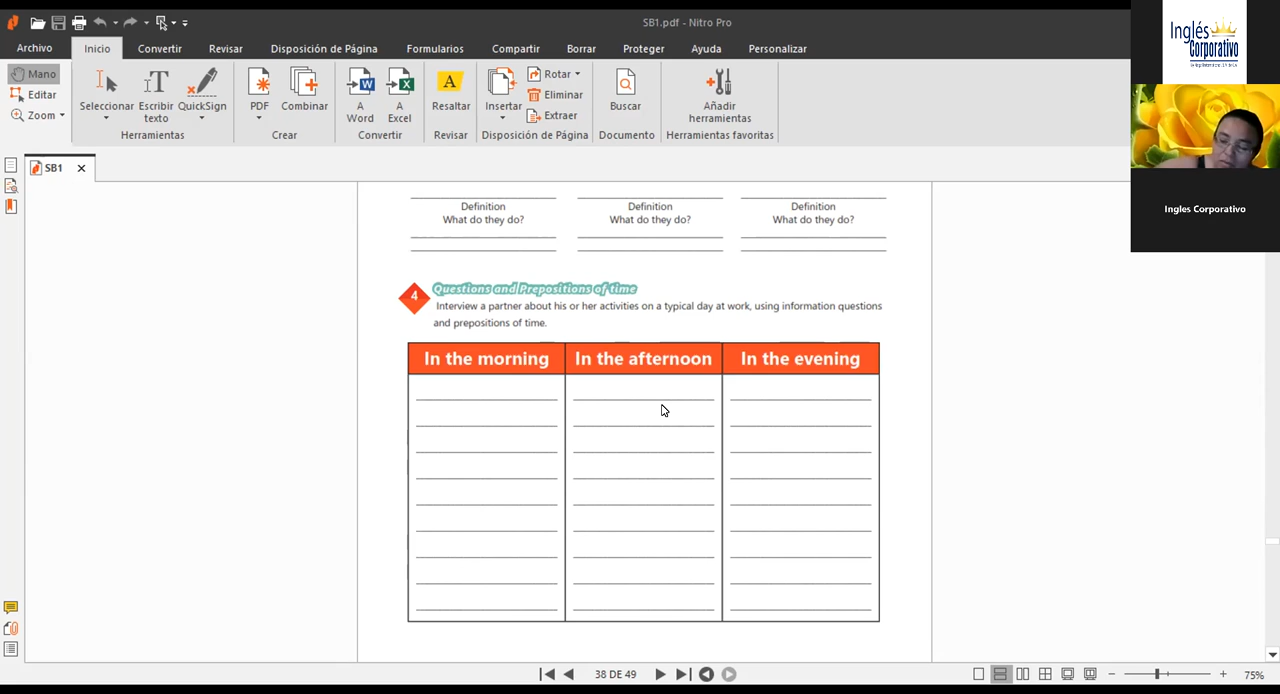 SB1.pdf - Nitro Pro
Archivo Inicio Convertir Revisar Disposición de Página Formularios Compartir Borrar Proteger Ayuda Personalizar
Mano
Editar
Zoom
Seleccionar
Escribir texto
QuickSign
Herramientas
PDF
Combinar
Crear
A Word
A Excel
Convertir
Resaltar
Revisar
Insertar
Rotar
Eliminar
Extraer
Disposición de Página
Buscar
Documento
Añadir herramientas
Herramientas favoritas
Inglés
Corporativo
Ingles Corporativo
SB1
Definition Definition Definition
What do they do? What do they do? What do they do?
4 Questions and Prepositions of time
Interview a partner about his or her activities on a typical day at work, using information questions
and prepositions of time.
In the morning In the afternoon In the evening
38 DE 49
75%